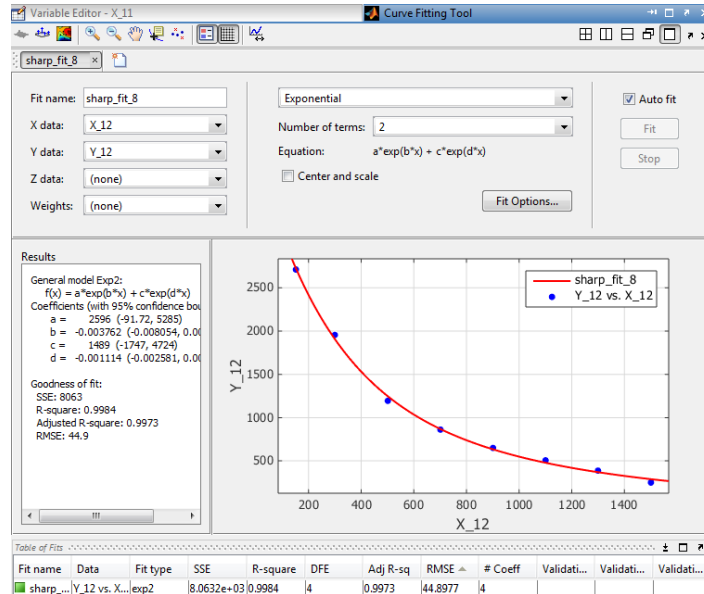 Variable Editor - X_11
Curve Fitting Tool
sharp_fit_8
Fit name: sharp_fit_8
X data: X_12
Y data: Y_12
Z data: (none)
Weights: (none)
Exponential
Number of terms: 2
Equation: a*exp(b*x) + c*exp(d*x)
Center and scale
Fit Options...
Auto fit
Fit
Stop
Results
General model Exp2:
f(x) = a*exp(b*x) + c*exp(d*x)
Coefficients (with 95% confidence bou
a = 2596 (-91.72, 5285)
b = -0.003762 (-0.008054, 0.00
c = 1489 (-1747, 4724)
d = -0.001114 (-0.002581, 0.00
Goodness of fit:
SSE: 8063
R-square: 0.9984
Adjusted R-square: 0.9973
RMSE: 44.9
sharp_fit_8
Y_12 vs. X_12
2500
2000
1500
1000
500
Y_12
200 400 600 800 1000 1200 1400
X_12
Table of Fits
Fit name Data Fit type SSE R-square DFE Adj R-sq RMSE # Coeff Validati... Validati... Validati...
sharp_... Y_12 vs. X... exp2 8.0632e+03 0.9984 4 0.9973 44.8977 4